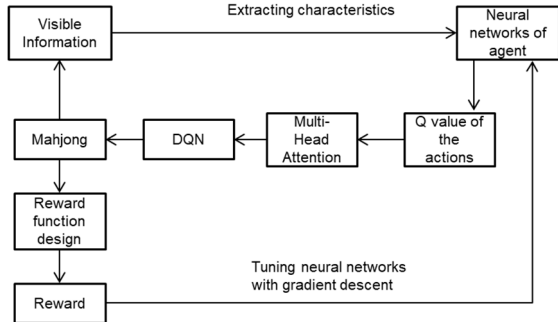 Extracting characteristics
Visible
Information
Neural
networks of
agent
Mahjong
DQN
Multi-
Head
Attention
Q value of
the
actions
Reward
function
design
Tuning neural networks
with gradient descent
Reward